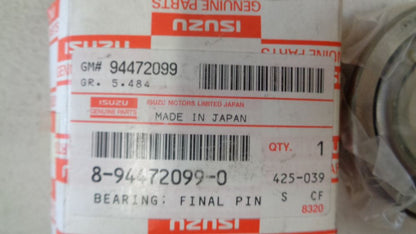 ISUZU
GENUINE PARTS
GM# 94472099
GR. 5.484
ISUZU GENUINE PARTS
ISUZU MOTORS LIMITED JAPAN
MADE IN JAPAN
QTY. 1
8-94472099-0 425-039
BEARING; FINAL PIN S CF
8320
ISUZU